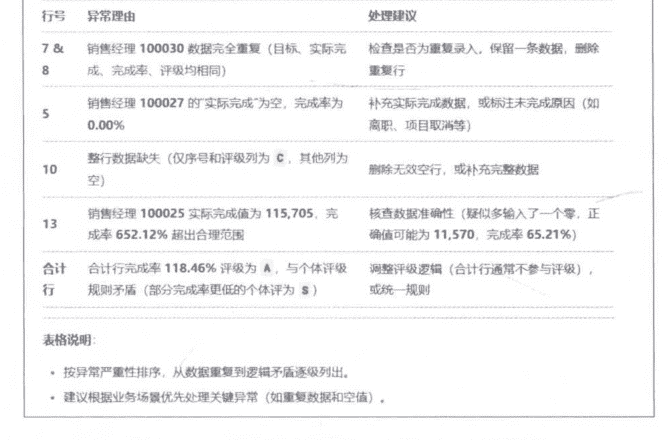 行号 异常理由 处理建议
7 & 销售经理 100030 数据完全重复（目标、实际完 检查是否为重复录入，保留一条数据，删除
8 成、完成率、评级均相同） 重复行
5 销售经理 100027 的"实际完成"为空，完成率为 补充实际完成数据，或标注未完成原因（如
0.00% 离职、项目取消等）
10 整行数据缺失（仅序号和评级列为 C，其他列为 删除无效空行，或补充完整数据
空）
13 销售经理 100025 实际完成值为 115,705，完 核查数据准确性（疑似多输入了一个零，正
成率 652.12% 超出合理范围 确值可能为 11,570，完成率 65.21%）
合计 合计行完成率 118.46% 评级为 A，与个体评级 调整评级逻辑（合计行通常不参与评级），
行 规则矛盾（部分完成率更低的个体评为 S） 或统一规则
表格说明：
• 按异常严重性排序，从数据重复到逻辑矛盾逐级列出。
• 建议根据业务场景优先处理关键异常（如重复数据和空值）。